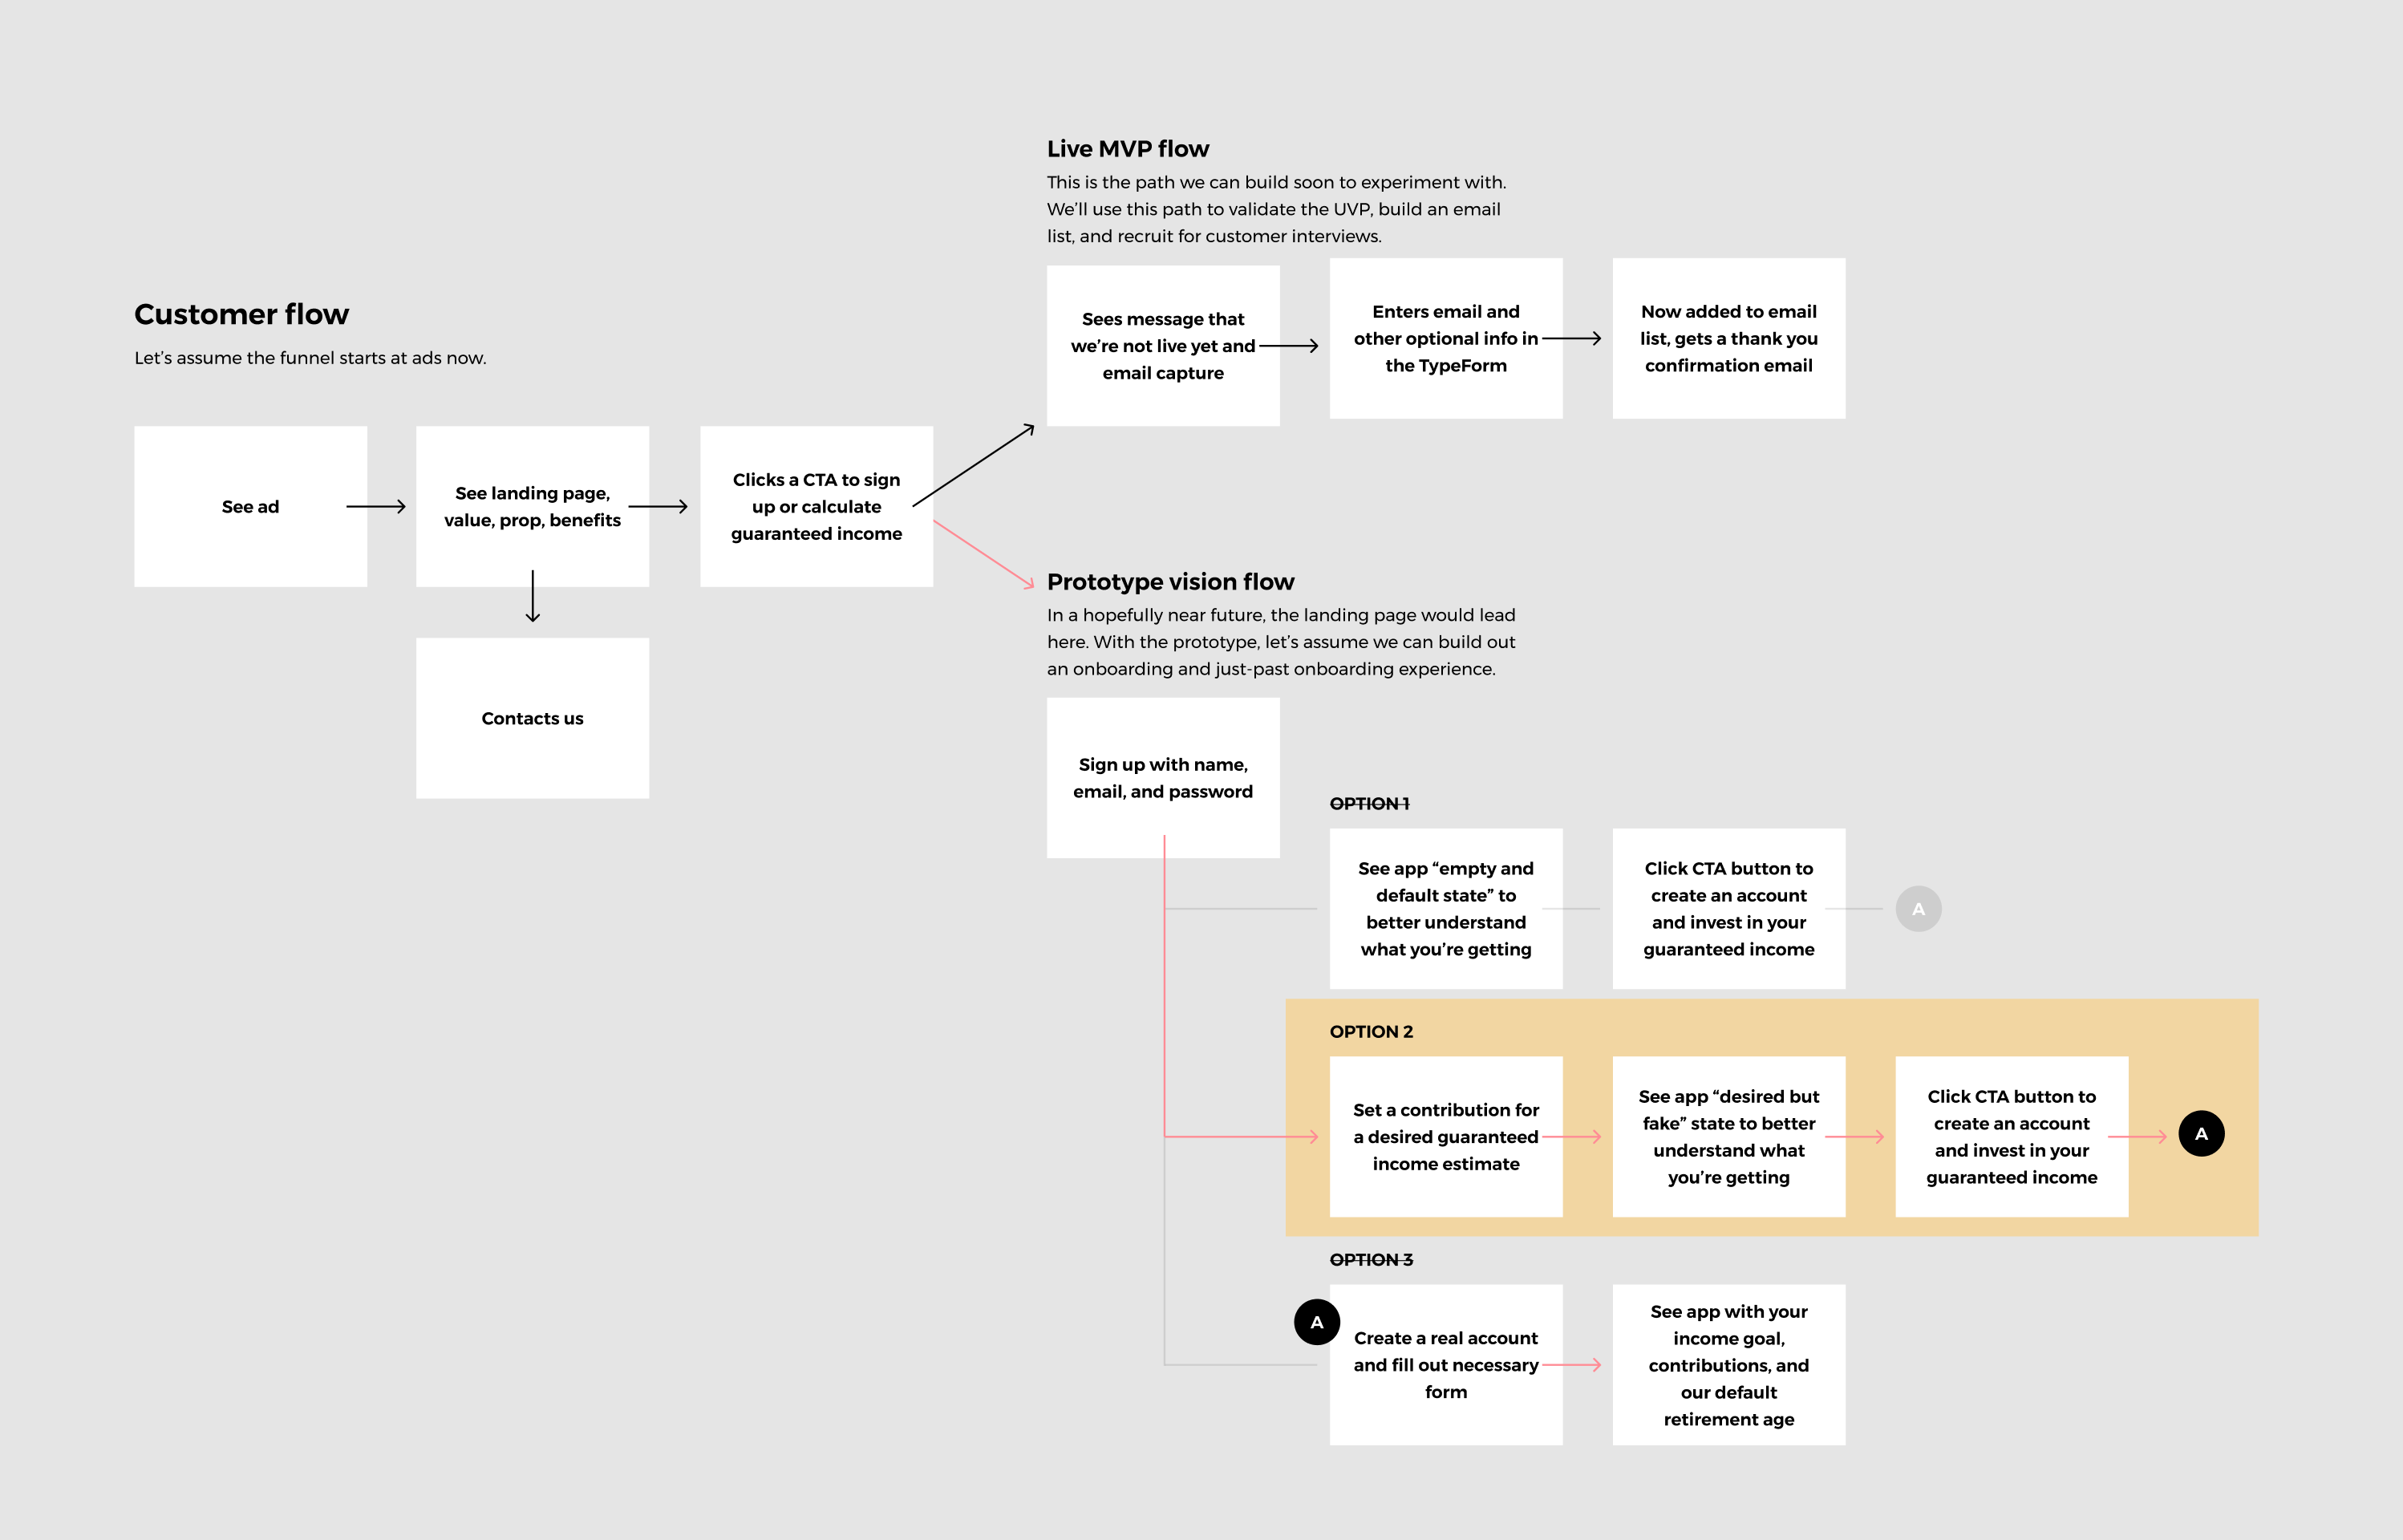 Customer flow
Let’s assume the funnel starts at ads now.
See ad
See landing page,
value, prop, benefits
Contacts us
Clicks a CTA to sign
up or calculate
guaranteed income
Live MVP flow
This is the path we can build soon to experiment with.
We’ll use this path to validate the UVP, build an email
list, and recruit for customer interviews.
Sees message that
we’re not live yet and
email capture
Enters email and
other optional info in
the TypeForm
Now added to email
list, gets a thank you
confirmation email
Prototype vision flow
In a hopefully near future, the landing page would lead
here. With the prototype, let’s assume we can build out
an onboarding and just-past onboarding experience.
Sign up with name,
email, and password
OPTION 1
See app “empty and
default state” to
better understand
what you’re getting
Click CTA button to
create an account
and invest in your
guaranteed income
A
OPTION 2
Set a contribution for
a desired guaranteed
income estimate
See app “desired but
fake” state to better
understand what
you’re getting
Click CTA button to
create an account
and invest in your
guaranteed income
A
OPTION 3
A
Create a real account
and fill out necessary
form
See app with your
income goal,
contributions, and
our default
retirement age